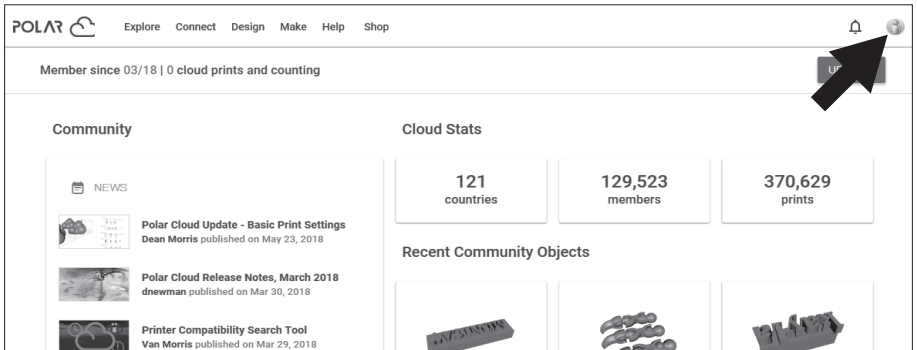 POLAR
Explore Connect Design Make Help Shop
Member since 03/18 | 0 cloud prints and counting
Community
Cloud Stats
NEWS
121
countries
129,523
members
370,629
prints
Polar Cloud Update - Basic Print Settings
Dean Morris published on May 23, 2018
Recent Community Objects
Polar Cloud Release Notes, March 2018
dnewman published on Mar 30, 2018
Printer Compatibility Search Tool
Van Morris published on Mar 29, 2018